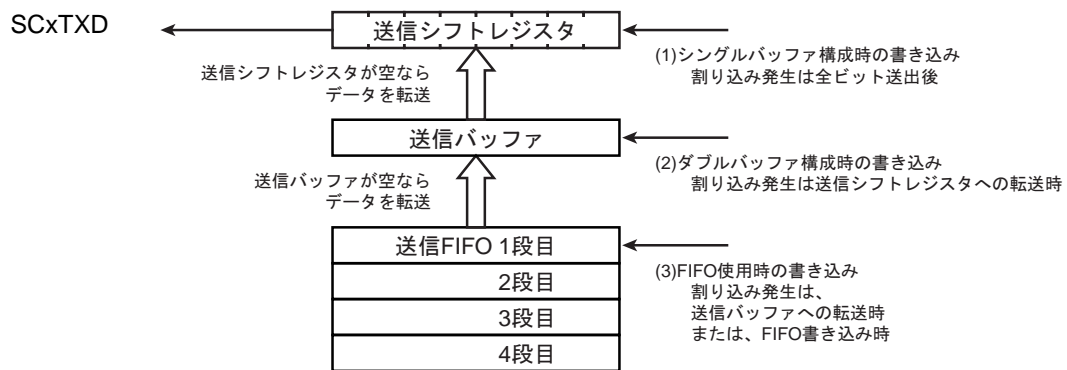 SCxTXD
送信シフトレジスタ
(1)シングルバッファ構成時の書き込み
割り込み発生は全ビット送出後
送信シフトレジスタが空なら
データを転送
送信バッファ
(2)ダブルバッファ構成時の書き込み
割り込み発生は送信シフトレジスタへの転送時
送信バッファが空なら
データを転送
送信FIFO 1段目
2段目
3段目
4段目
(3)FIFO使用時の書き込み
割り込み発生は、
送信バッファへの転送時
または、FIFO書き込み時